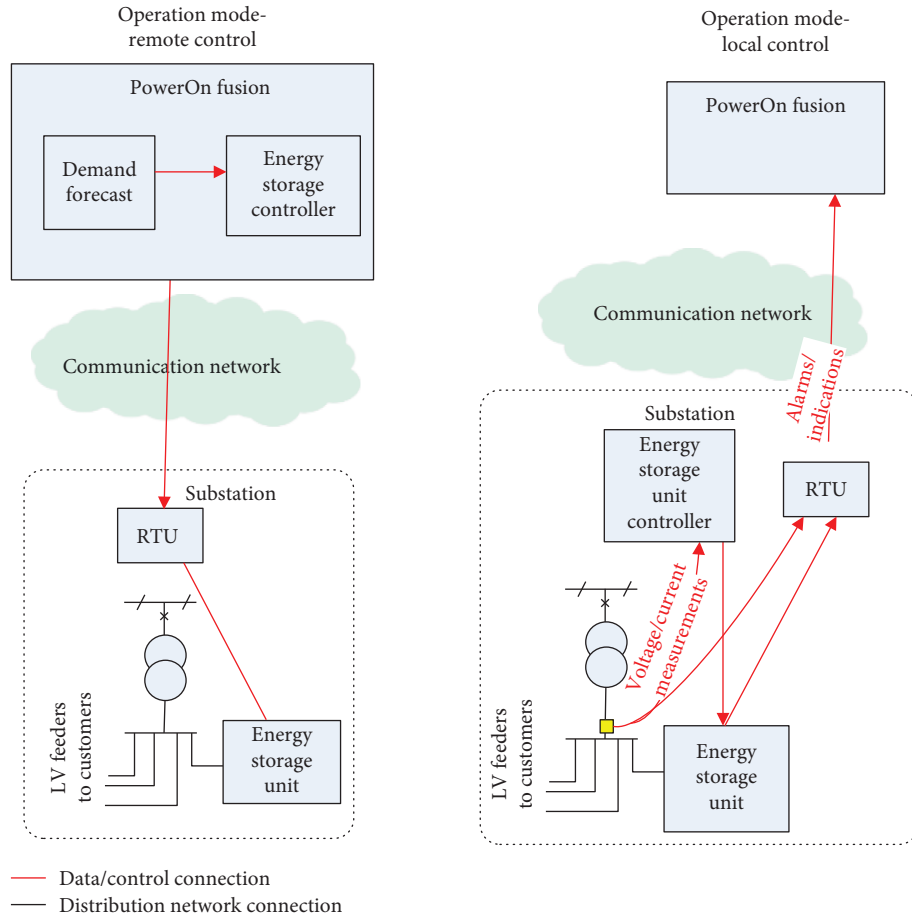 Operation mode-
remote control
PowerOn fusion
Demand
forecast
Energy
storage
controller
Communication network
Substation
RTU
LV feeders
to customers
Energy
storage
unit
Operation mode-
local control
PowerOn fusion
Communication network
Alarms/
indications
Substation
Energy
storage
unit
controller
RTU
Voltage/current
measurements
LV feeders
to customers
Energy
storage
unit
Data/control connection
Distribution network connection